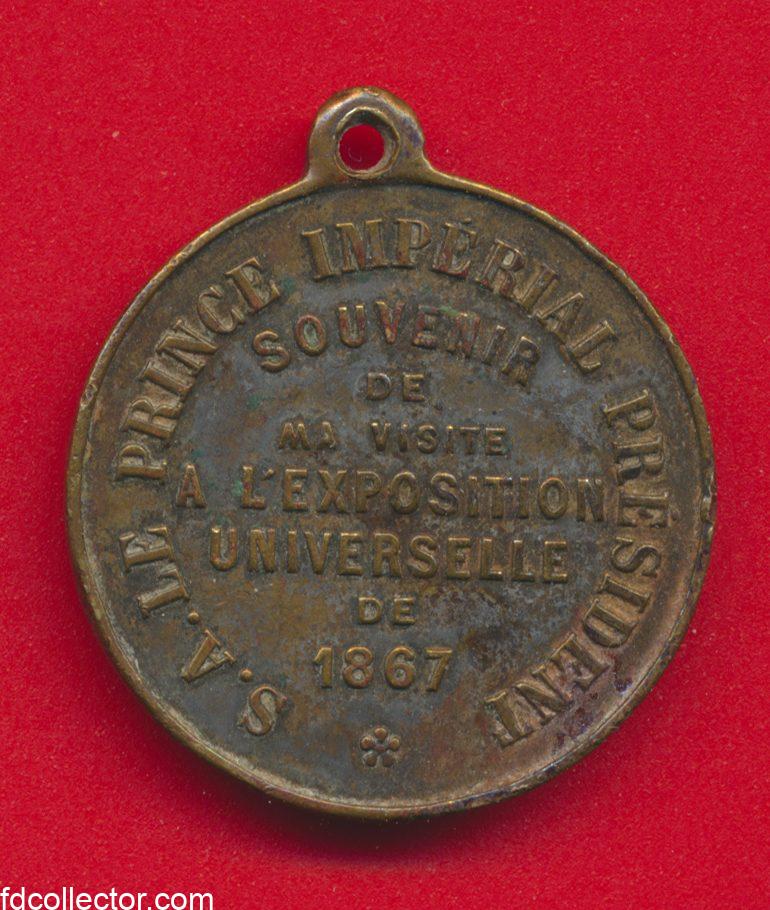 S.A. LE PRINCE IMPÉRIAL PRÉSIDENT
SOUVENIR
DE
MA VISITE
A L'EXPOSITION
UNIVERSELLE
DE
1867
fdcollector.com